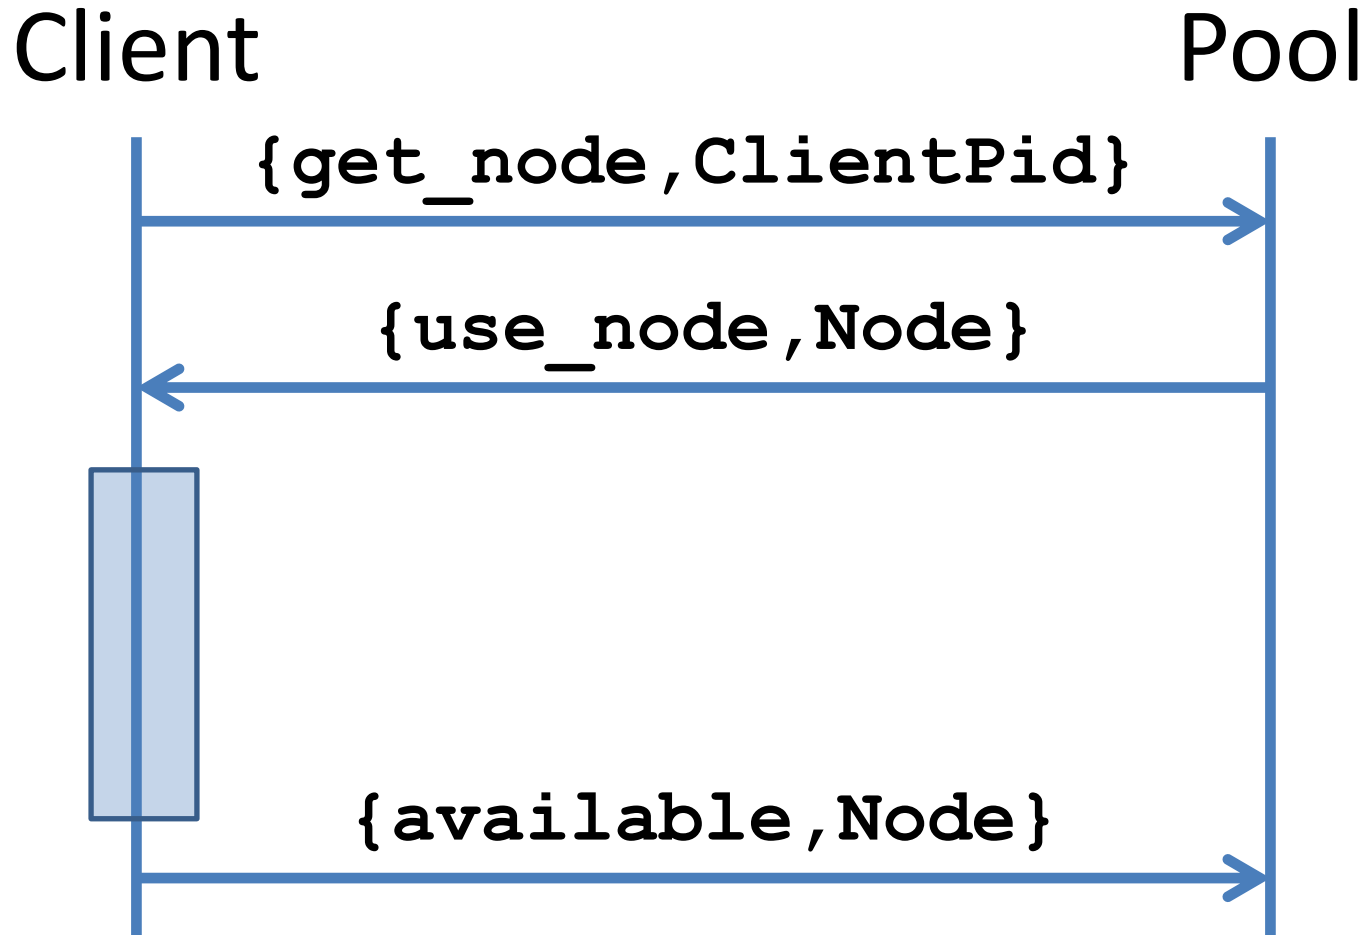 Client Pool
{get_node,ClientPid}
{use_node,Node}
{available,Node}